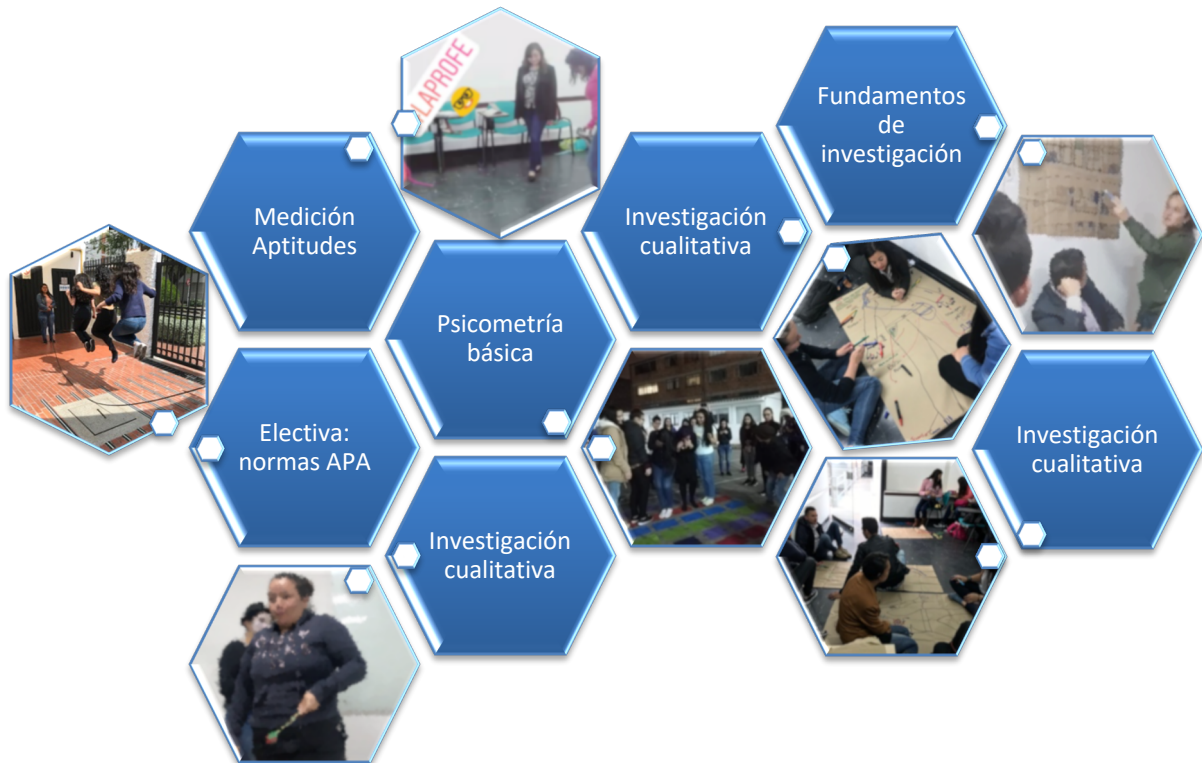 LAPROFE
Fundamentos
de
investigación
Medición
Aptitudes
Investigación
cualitativa
Psicometría
básica
Electiva:
normas APA
Investigación
cualitativa
Investigación
cualitativa